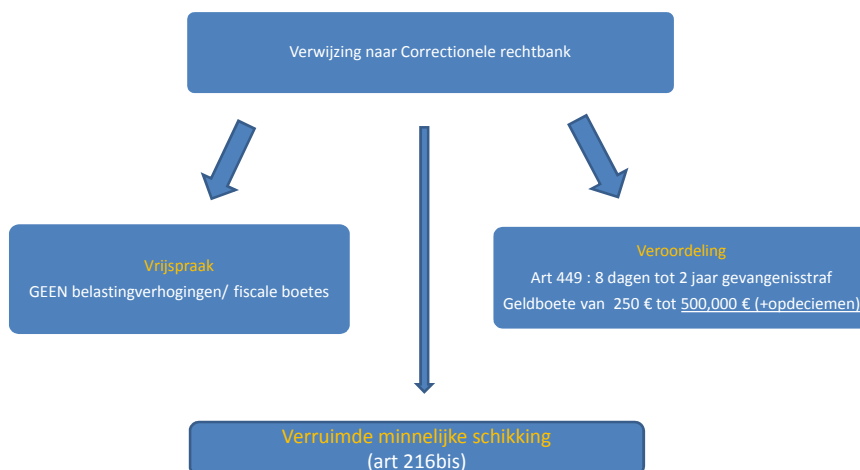 Verwijzing naar Correctionele rechtbank
Vrijspraak
GEEN belastingverhogingen/ fiscale boetes
Veroordeling
Art 449 : 8 dagen tot 2 jaar gevangenisstraf
Geldboete van 250 € tot 500,000 € (+opdeciemen)
Verruimde minnelijke schikking
(art 216bis)